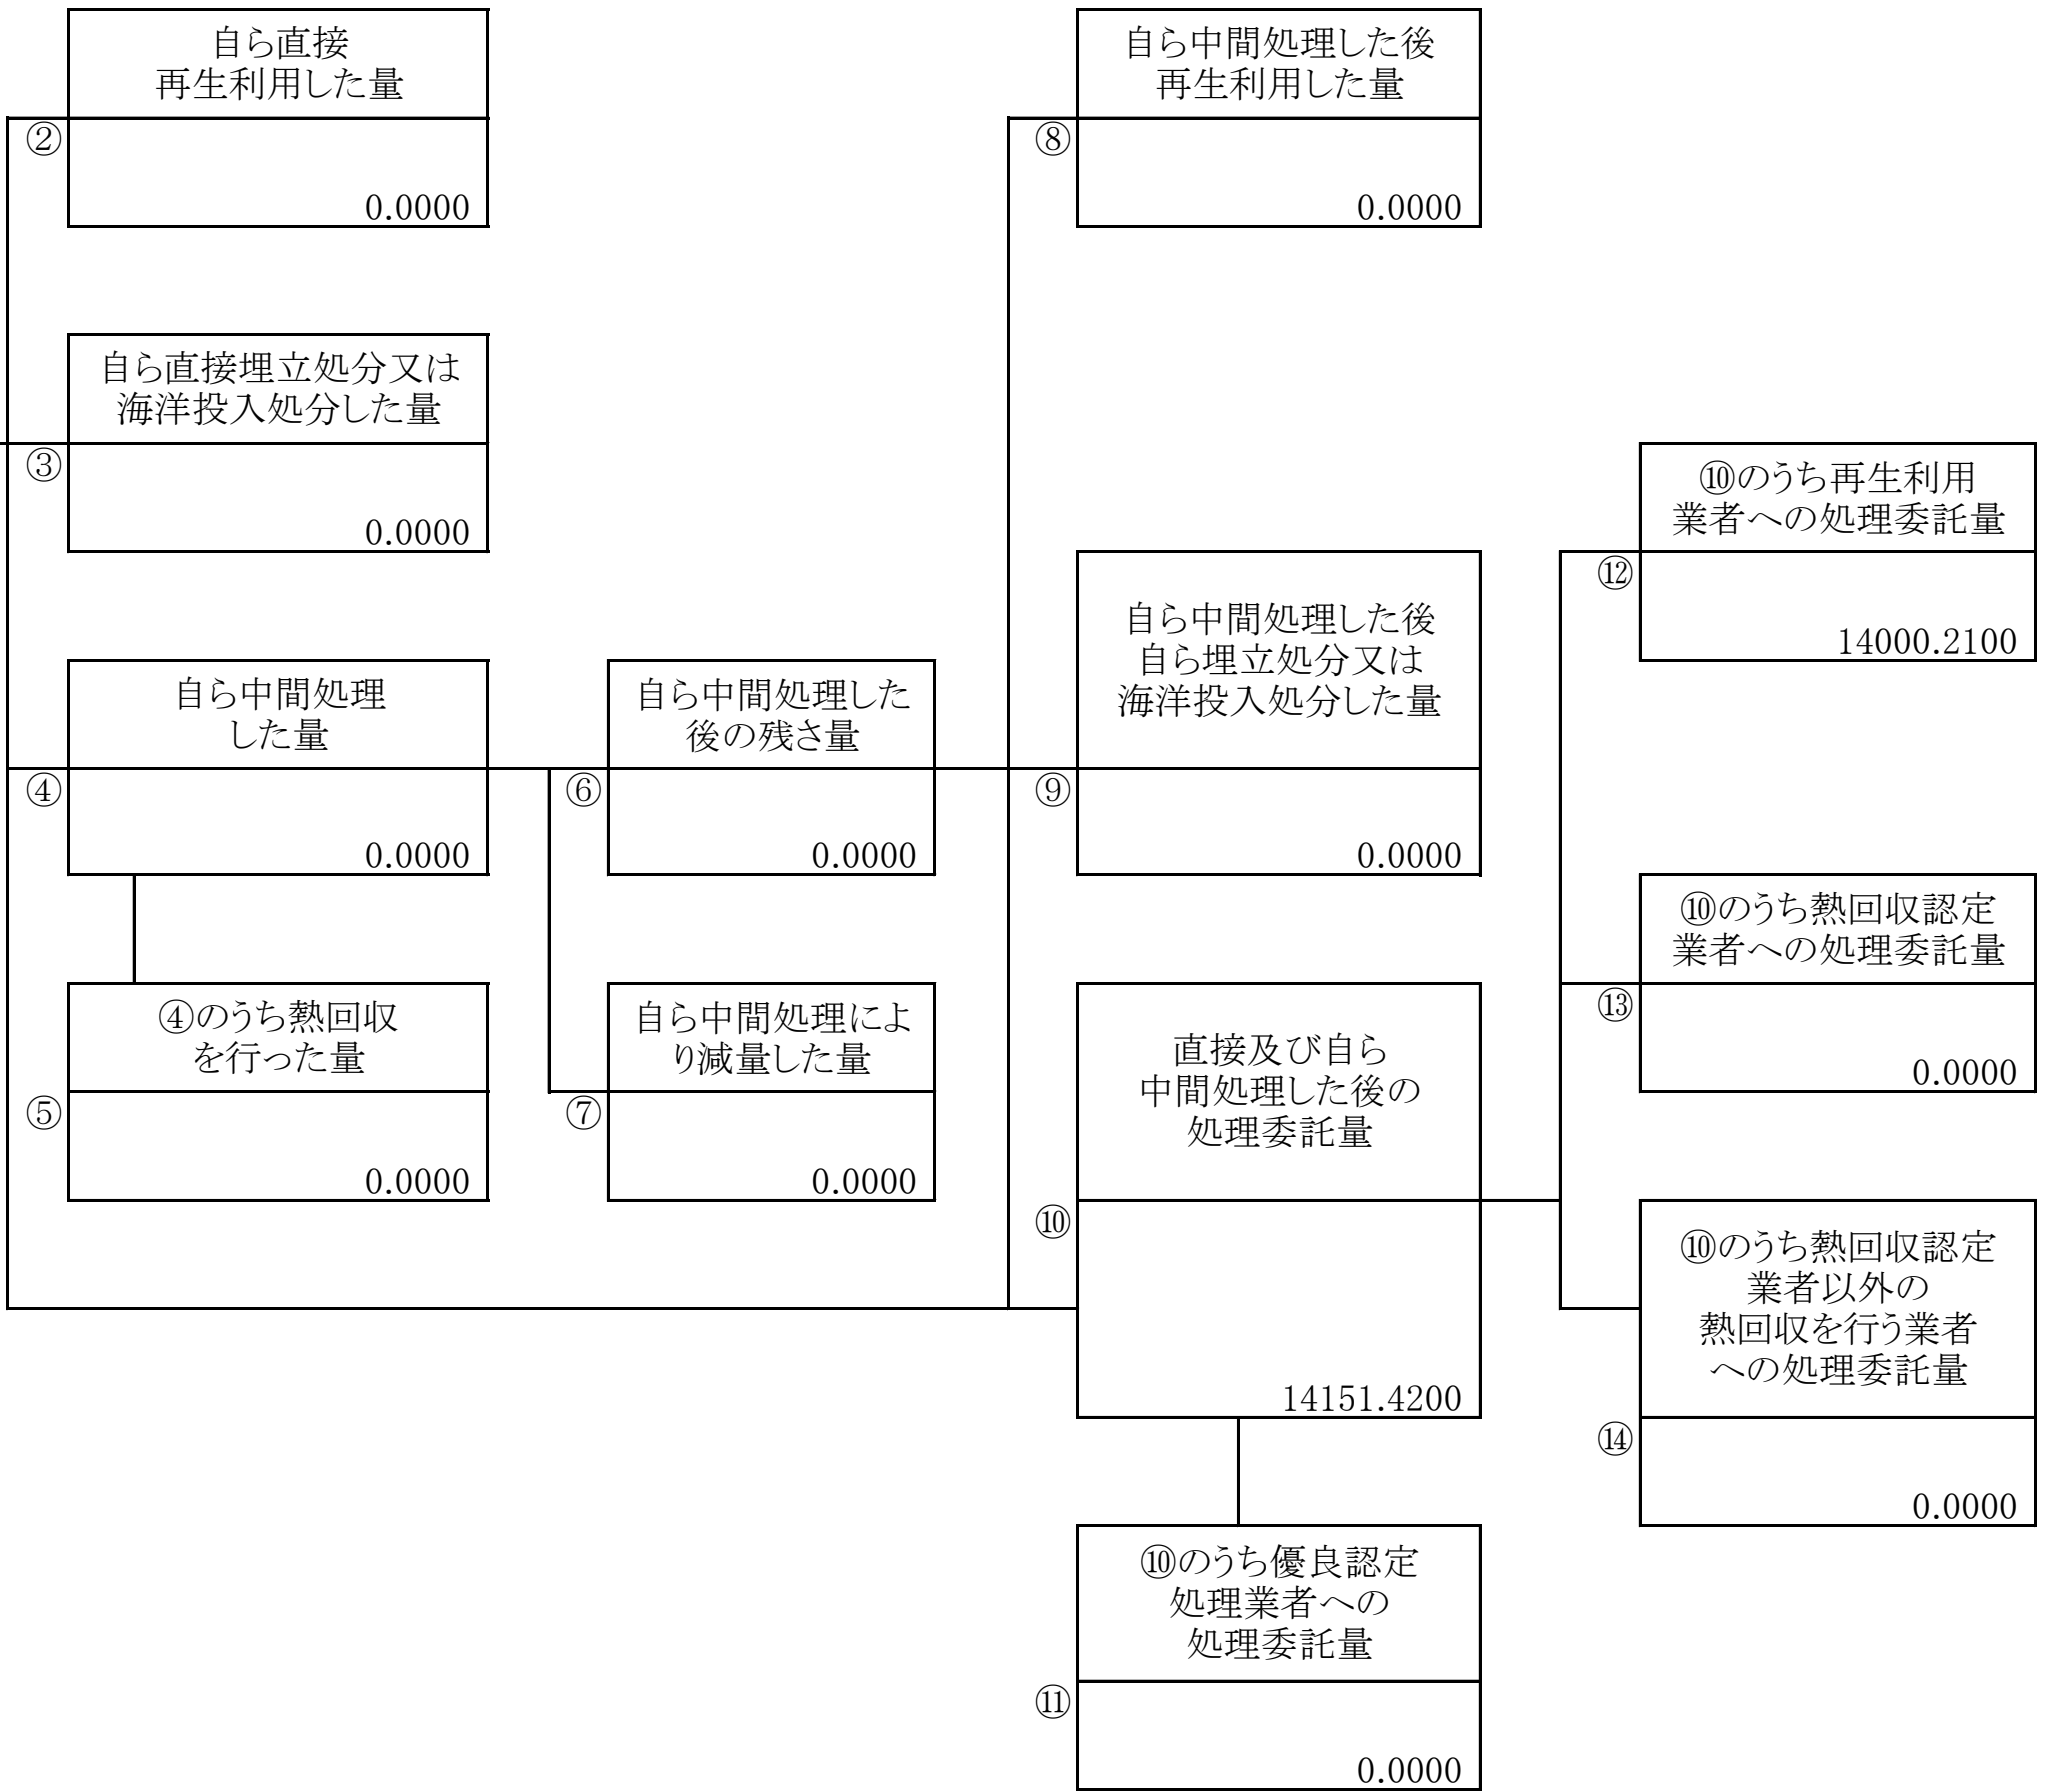 自ら直接
再生利用した量
②
0.0000
自ら直接埋立処分又は
海洋投入処分した量
③
0.0000
自ら中間処理
した量
④
0.0000
④のうち熱回収
を行った量
⑤
0.0000
自ら中間処理した
後の残さ量
⑥
0.0000
自ら中間処理によ
り減量した量
⑦
0.0000
自ら中間処理した後
再生利用した量
⑧
0.0000
自ら中間処理した後
自ら埋立処分又は
海洋投入処分した量
⑨
0.0000
直接及び自ら
中間処理した後の
処理委託量
⑩
14151.4200
⑩のうち優良認定
処理業者への
処理委託量
⑪
0.0000
⑩のうち再生利用
業者への処理委託量
⑫
14000.2100
⑩のうち熱回収認定
業者への処理委託量
⑬
0.0000
⑩のうち熱回収認定
業者以外の
熱回収を行う業者
への処理委託量
⑭
0.0000